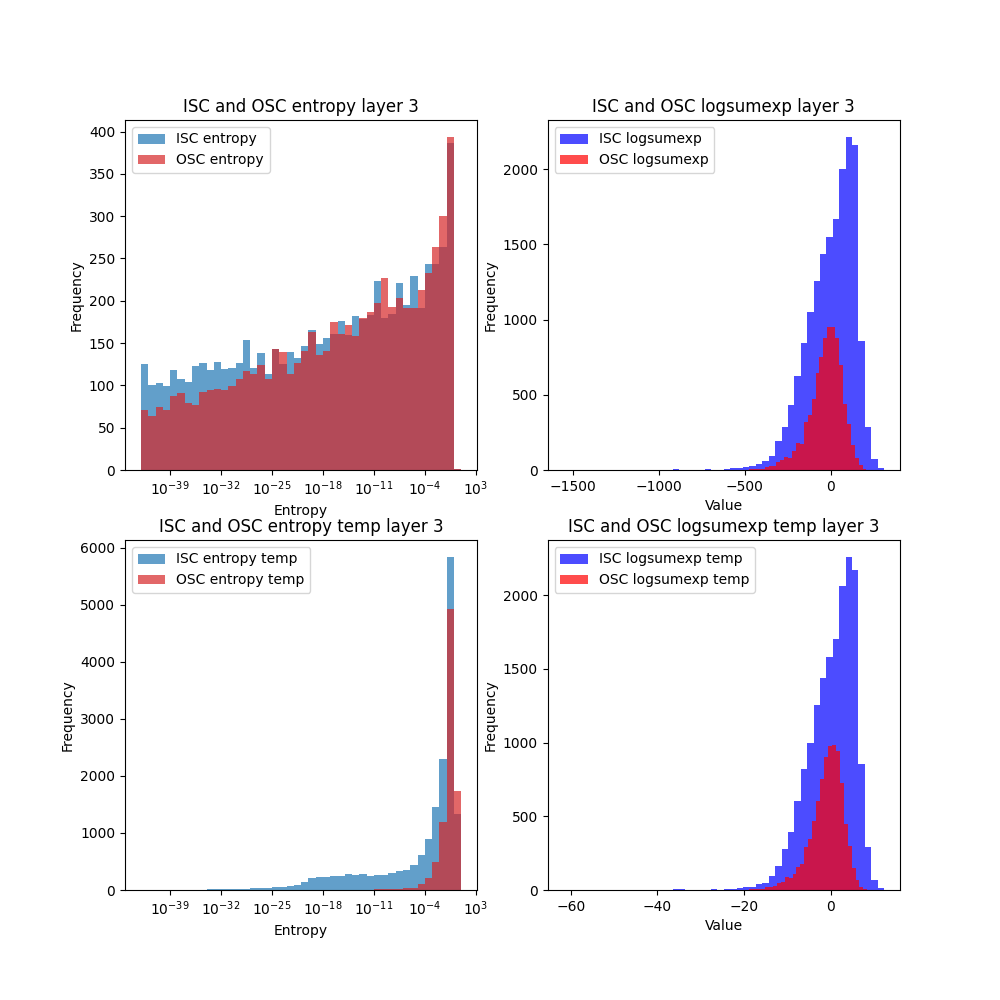 ISC and OSC entropy layer 3
ISC entropy
OSC entropy
Frequency
400
350
300
250
200
150
100
50
0
10^{-39} 10^{-32} 10^{-25} 10^{-18} 10^{-11} 10^{-4} 10^{3}
Entropy
ISC and OSC logsumexp layer 3
ISC logsumexp
OSC logsumexp
Frequency
2000
1500
1000
500
0
−1500 −1000 −500 0
Value
ISC and OSC entropy temp layer 3
ISC entropy temp
OSC entropy temp
Frequency
6000
5000
4000
3000
2000
1000
0
10^{-39} 10^{-32} 10^{-25} 10^{-18} 10^{-11} 10^{-4} 10^{3}
Entropy
ISC and OSC logsumexp temp layer 3
ISC logsumexp temp
OSC logsumexp temp
Frequency
2000
1500
1000
500
0
−60 −40 −20 0
Value